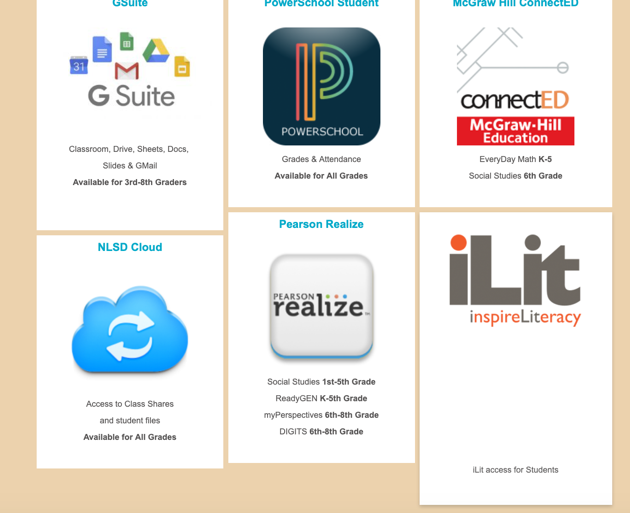 GSuite
31
G Suite
Classroom, Drive, Sheets, Docs,
Slides & GMail
Available for 3rd-8th Graders
PowerSchool Student
POWERSCHOOL
Grades & Attendance
Available for All Grades
McGraw Hill ConnectED
connectED
McGraw-Hill
Education
EveryDay Math K-5
Social Studies 6th Grade
NLSD Cloud
Access to Class Shares
and student files
Available for All Grades
Pearson Realize
PEARSON
realize
Social Studies 1st-5th Grade
ReadyGEN K-5th Grade
myPerspectives 6th-8th Grade
DIGITS 6th-8th Grade
iLit
inspireLiteracy
iLit access for Students